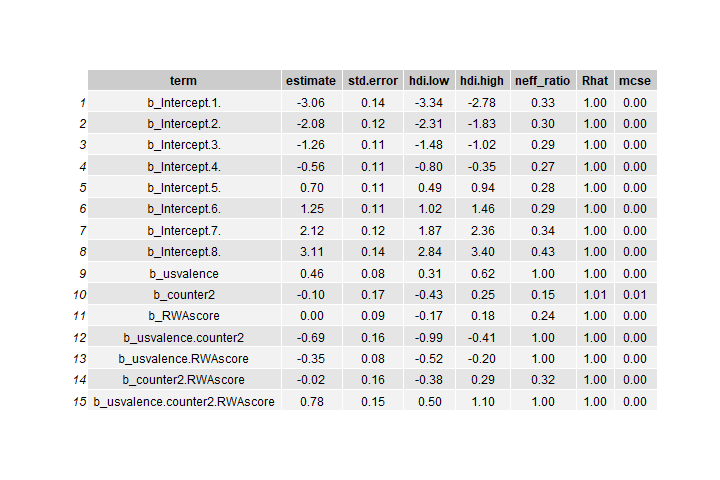 term estimate std.error hdi.low hdi.high neff_ratio Rhat mcse
1 b_Intercept.1. -3.06 0.14 -3.34 -2.78 0.33 1.00 0.00
2 b_Intercept.2. -2.08 0.12 -2.31 -1.83 0.30 1.00 0.00
3 b_Intercept.3. -1.26 0.11 -1.48 -1.02 0.29 1.00 0.00
4 b_Intercept.4. -0.56 0.11 -0.80 -0.35 0.27 1.00 0.00
5 b_Intercept.5. 0.70 0.11 0.49 0.94 0.28 1.00 0.00
6 b_Intercept.6. 1.25 0.11 1.02 1.46 0.29 1.00 0.00
7 b_Intercept.7. 2.12 0.12 1.87 2.36 0.34 1.00 0.00
8 b_Intercept.8. 3.11 0.14 2.84 3.40 0.43 1.00 0.00
9 b_usvalence 0.46 0.08 0.31 0.62 1.00 1.00 0.00
10 b_counter2 -0.10 0.17 -0.43 0.25 0.15 1.01 0.01
11 b_RWAscore 0.00 0.09 -0.17 0.18 0.24 1.00 0.00
12 b_usvalence.counter2 -0.69 0.16 -0.99 -0.41 1.00 1.00 0.00
13 b_usvalence.RWAscore -0.35 0.08 -0.52 -0.20 1.00 1.00 0.00
14 b_counter2.RWAscore -0.02 0.16 -0.38 0.29 0.32 1.00 0.00
15 b_usvalence.counter2.RWAscore 0.78 0.15 0.50 1.10 1.00 1.00 0.00